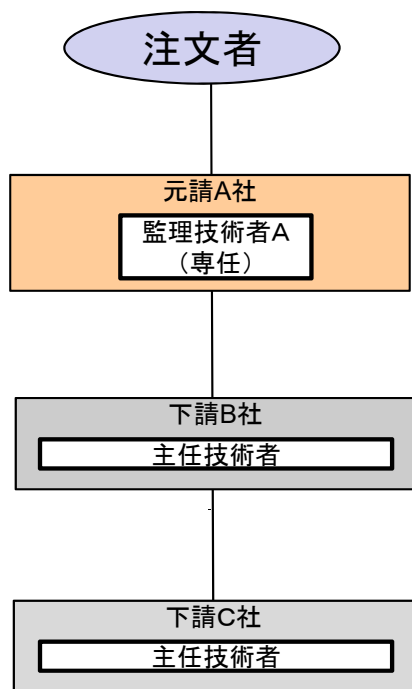 注文者
元請A社
監理技術者A
（専任）
下請B社
主任技術者
下請C社
主任技術者